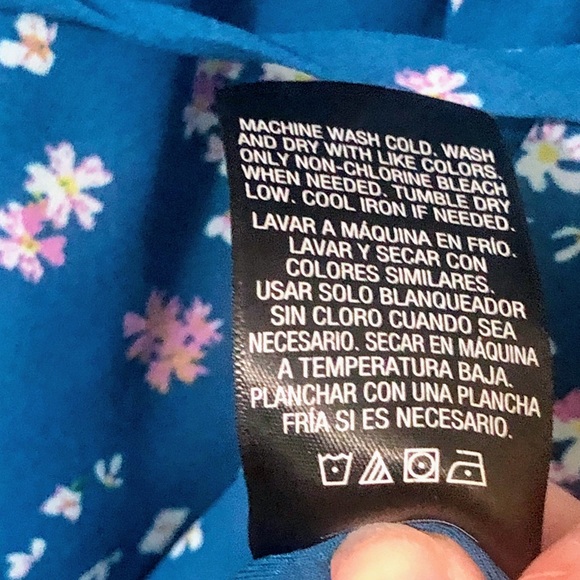 MACHINE WASH COLD. WASH
AND DRY WITH LIKE COLORS.
ONLY NON-CHLORINE BLEACH
WHEN NEEDED. TUMBLE DRY
LOW. COOL IRON IF NEEDED.
LAVAR A MÁQUINA EN FRÍO.
LAVAR Y SECAR CON
COLORES SIMILARES.
USAR SOLO BLANQUEADOR
SIN CLORO CUANDO SEA
NECESARIO. SECAR EN MÁQUINA
A TEMPERATURA BAJA.
PLANCHAR CON UNA PLANCHA
FRÍA SI ES NECESARIO.